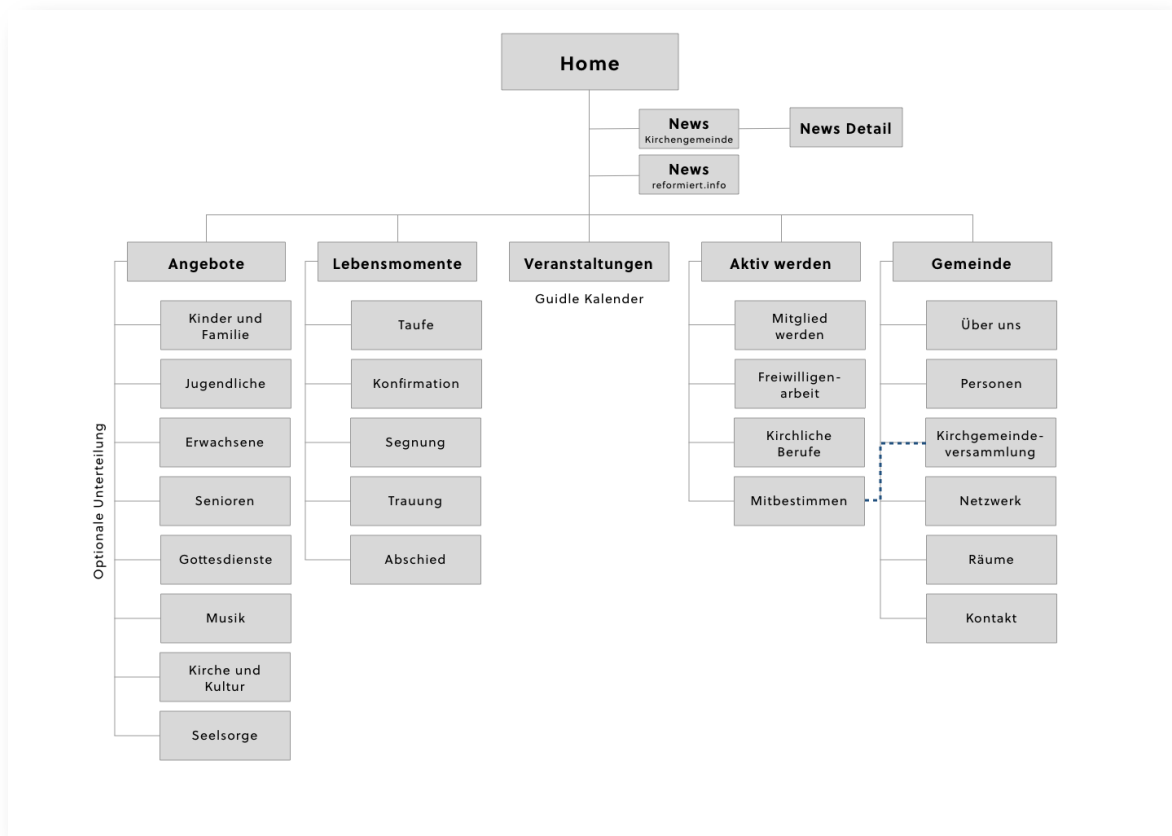 Home
News
Kirchengemeinde
News Detail
News
reformiert.info
Angebote
Lebensmomente
Veranstaltungen
Aktiv werden
Gemeinde
Guidle Kalender
Optionale Unterteilung
Kinder und
Familie
Jugendliche
Erwachsene
Senioren
Gottesdienste
Musik
Kirche und
Kultur
Seelsorge
Taufe
Konfirmation
Segnung
Trauung
Abschied
Mitglied
werden
Freiwilligen-
arbeit
Kirchliche
Berufe
Mitbestimmen
Über uns
Personen
Kirchgemeinde-
versammlung
Netzwerk
Räume
Kontakt